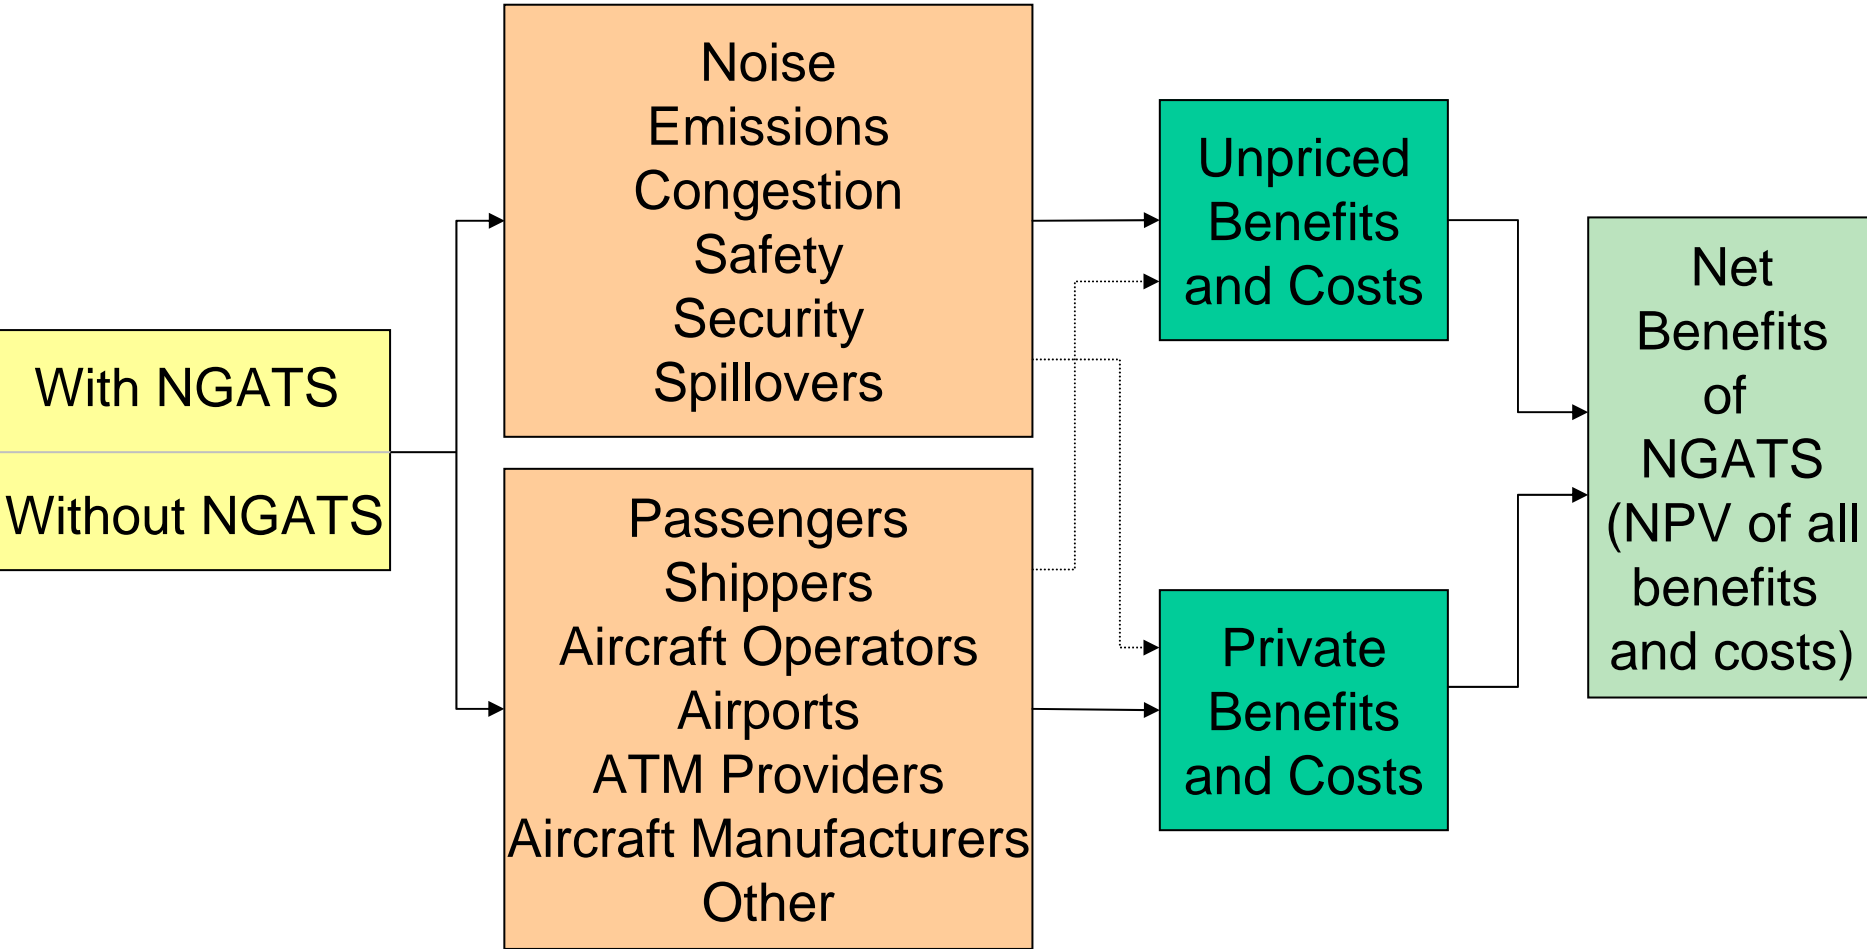 With NGATS
Without NGATS
Noise
Emissions
Congestion
Safety
Security
Spillovers
Passengers
Shippers
Aircraft Operators
Airports
ATM Providers
Aircraft Manufacturers
Other
Unpriced
Benefits
and Costs
Private
Benefits
and Costs
Net
Benefits
of
NGATS
(NPV of all
benefits
and costs)